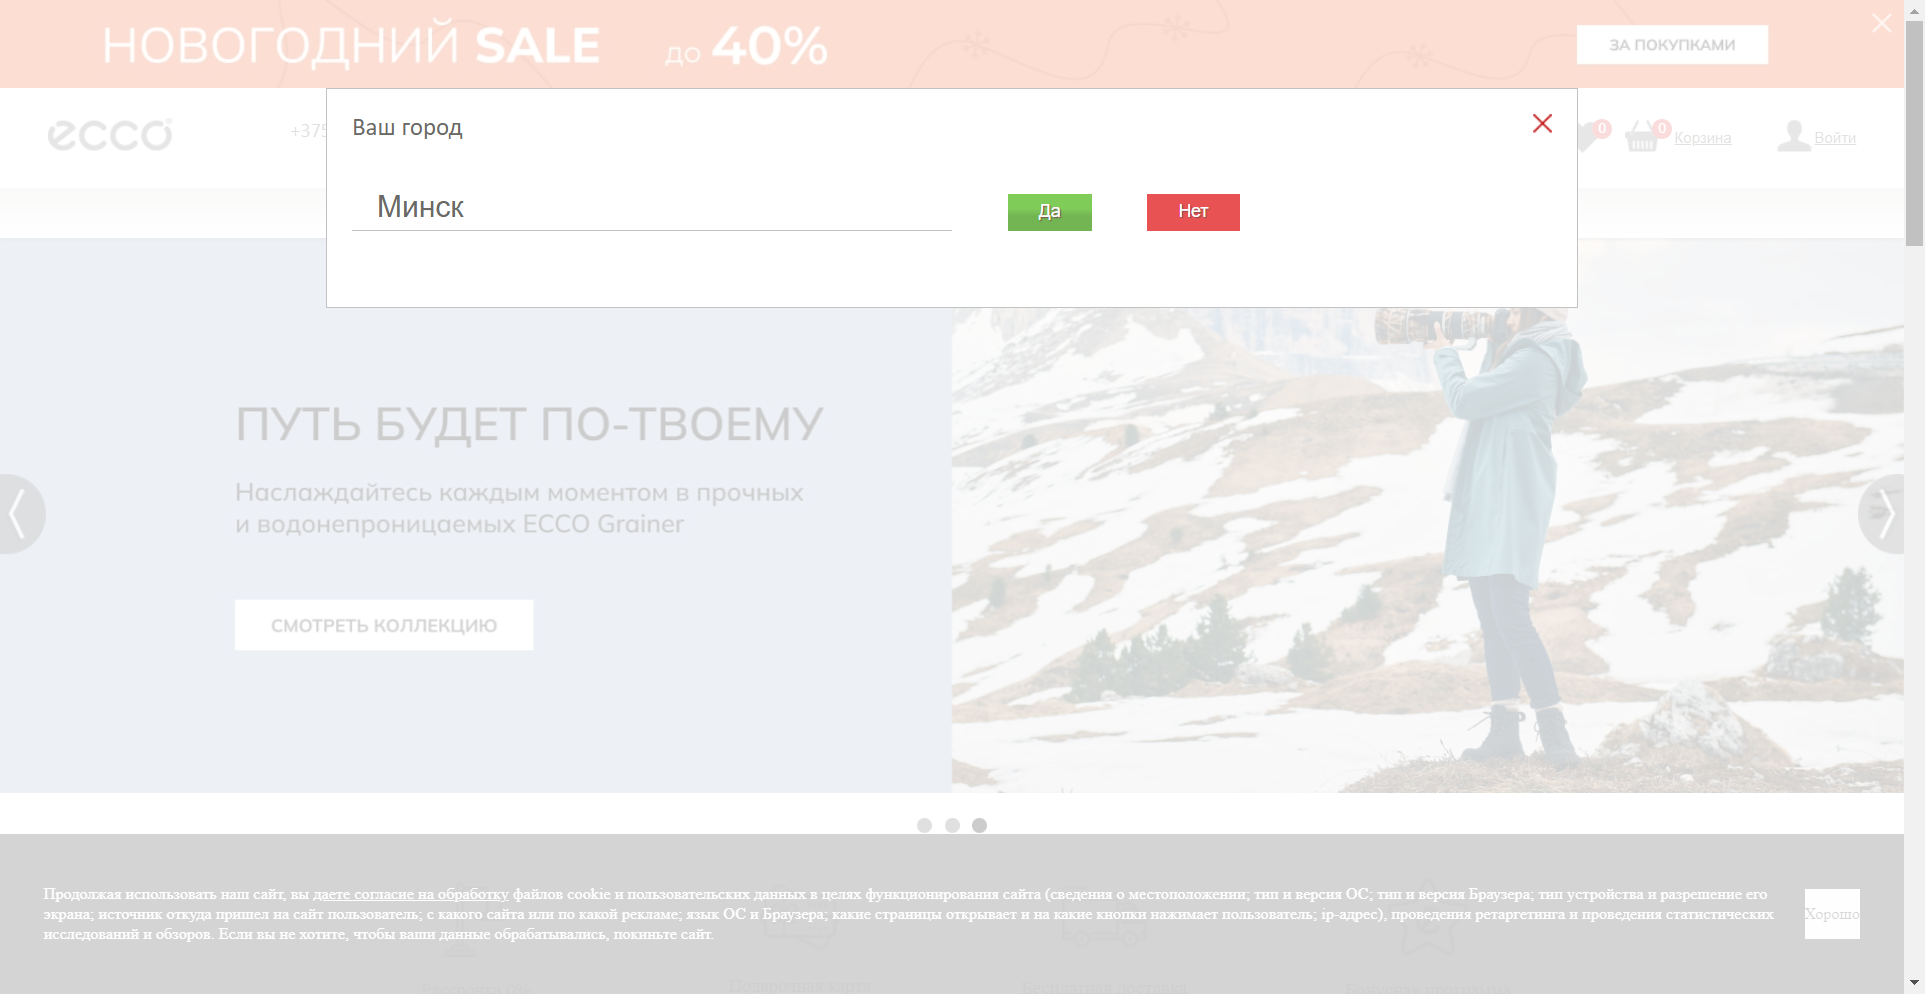 НОВОГОДНИЙ SALE до 40%
ЗА ПОКУПКАМИ
ecco
+375
Ваш город
0
0
Корзина
Войти
Минск
Да
Нет
ПУТЬ БУДЕТ ПО-ТВОЕМУ
Наслаждайтесь каждым моментом в прочных
и водонепроницаемых ECCO Grainer
СМОТРЕТЬ КОЛЛЕКЦИЮ
Продолжая использовать наш сайт, вы даете согласие на обработку файлов cookie и пользовательских данных в целях функционирования сайта (сведения о местоположении; тип и версия ОС; тип и версия Браузера; тип устройства и разрешение его
экрана; источник откуда пришел на сайт пользователь; с какого сайта или по какой рекламе; язык ОС и Браузера; какие страницы открывает и на какие кнопки нажимает пользователь; ip-адрес), проведения ретаргетинга и проведения статистических
исследований и обзоров. Если вы не хотите, чтобы ваши данные обрабатывались, покиньте сайт.
Хорошо
Подарочная карта
Бесплатная доставка
Бонусная программа